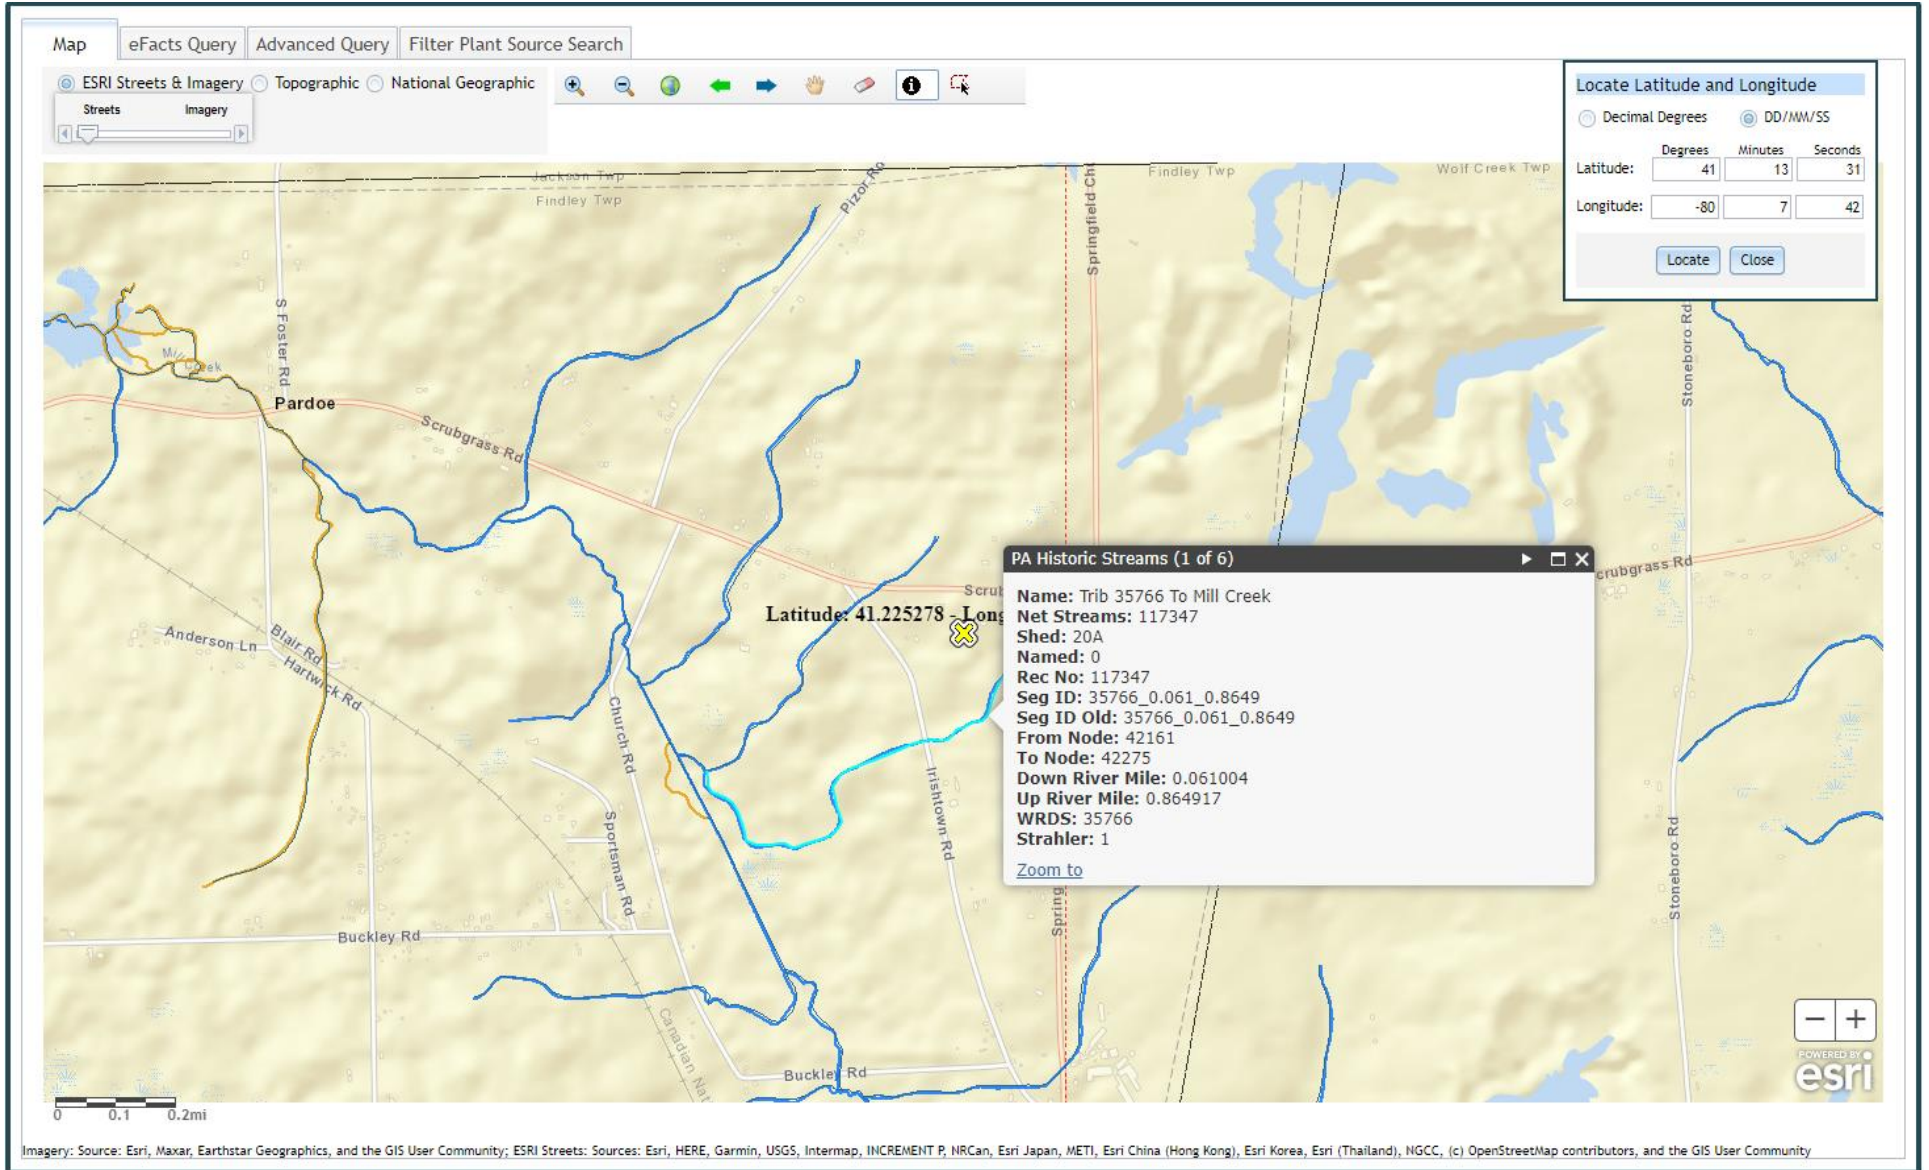 Map eFacts Query Advanced Query Filter Plant Source Search
ESRI Streets & Imagery Topographic National Geographic
Streets Imagery
Locate Latitude and Longitude
Decimal Degrees DD/MM/SS
Degrees Minutes Seconds
Latitude: 41 13 31
Longitude: -80 7 42
Locate Close
Jackson Twp
Findley Twp
Pizor Rd
Springfield Ch
Findley Twp
Wolf Creek Twp
S Foster Rd
Mill Creek
Pardoe
Scrubgrass Rd
Stoneboro Rd
Scrub
crubgrass Rd
Latitude: 41.225278 - Long
Anderson Ln
Blair Rd
Hartwick Rd
Church Rd
Sportsman Rd
Irishtown Rd
Stoneboro Rd
Spring
Buckley Rd
Canadian Nat
Buckley Rd
PA Historic Streams (1 of 6)
Name: Trib 35766 To Mill Creek
Net Streams: 117347
Shed: 20A
Named: 0
Rec No: 117347
Seg ID: 35766_0.061_0.8649
Seg ID Old: 35766_0.061_0.8649
From Node: 42161
To Node: 42275
Down River Mile: 0.061004
Up River Mile: 0.864917
WRDS: 35766
Strahler: 1
Zoom to
− +
POWERED BY
esri
0 0.1 0.2mi
Imagery: Source: Esri, Maxar, Earthstar Geographics, and the GIS User Community; ESRI Streets: Sources: Esri, HERE, Garmin, USGS, Intermap, INCREMENT P, NRCan, Esri Japan, METI, Esri China (Hong Kong), Esri Korea, Esri (Thailand), NGCC, (c) OpenStreetMap contributors, and the GIS User Community